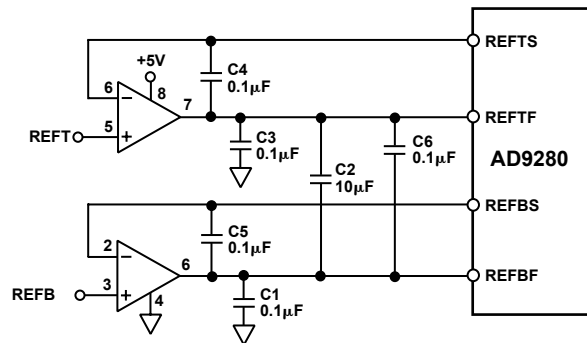 REFTS
+5V
C4
0.1µF
6
8
7
REFTF
REFT
5
C3
0.1µF
C6
0.1µF
AD9280
C2
10µF
REFBS
C5
0.1µF
2
6
REFBF
REFB
3
4
C1
0.1µF